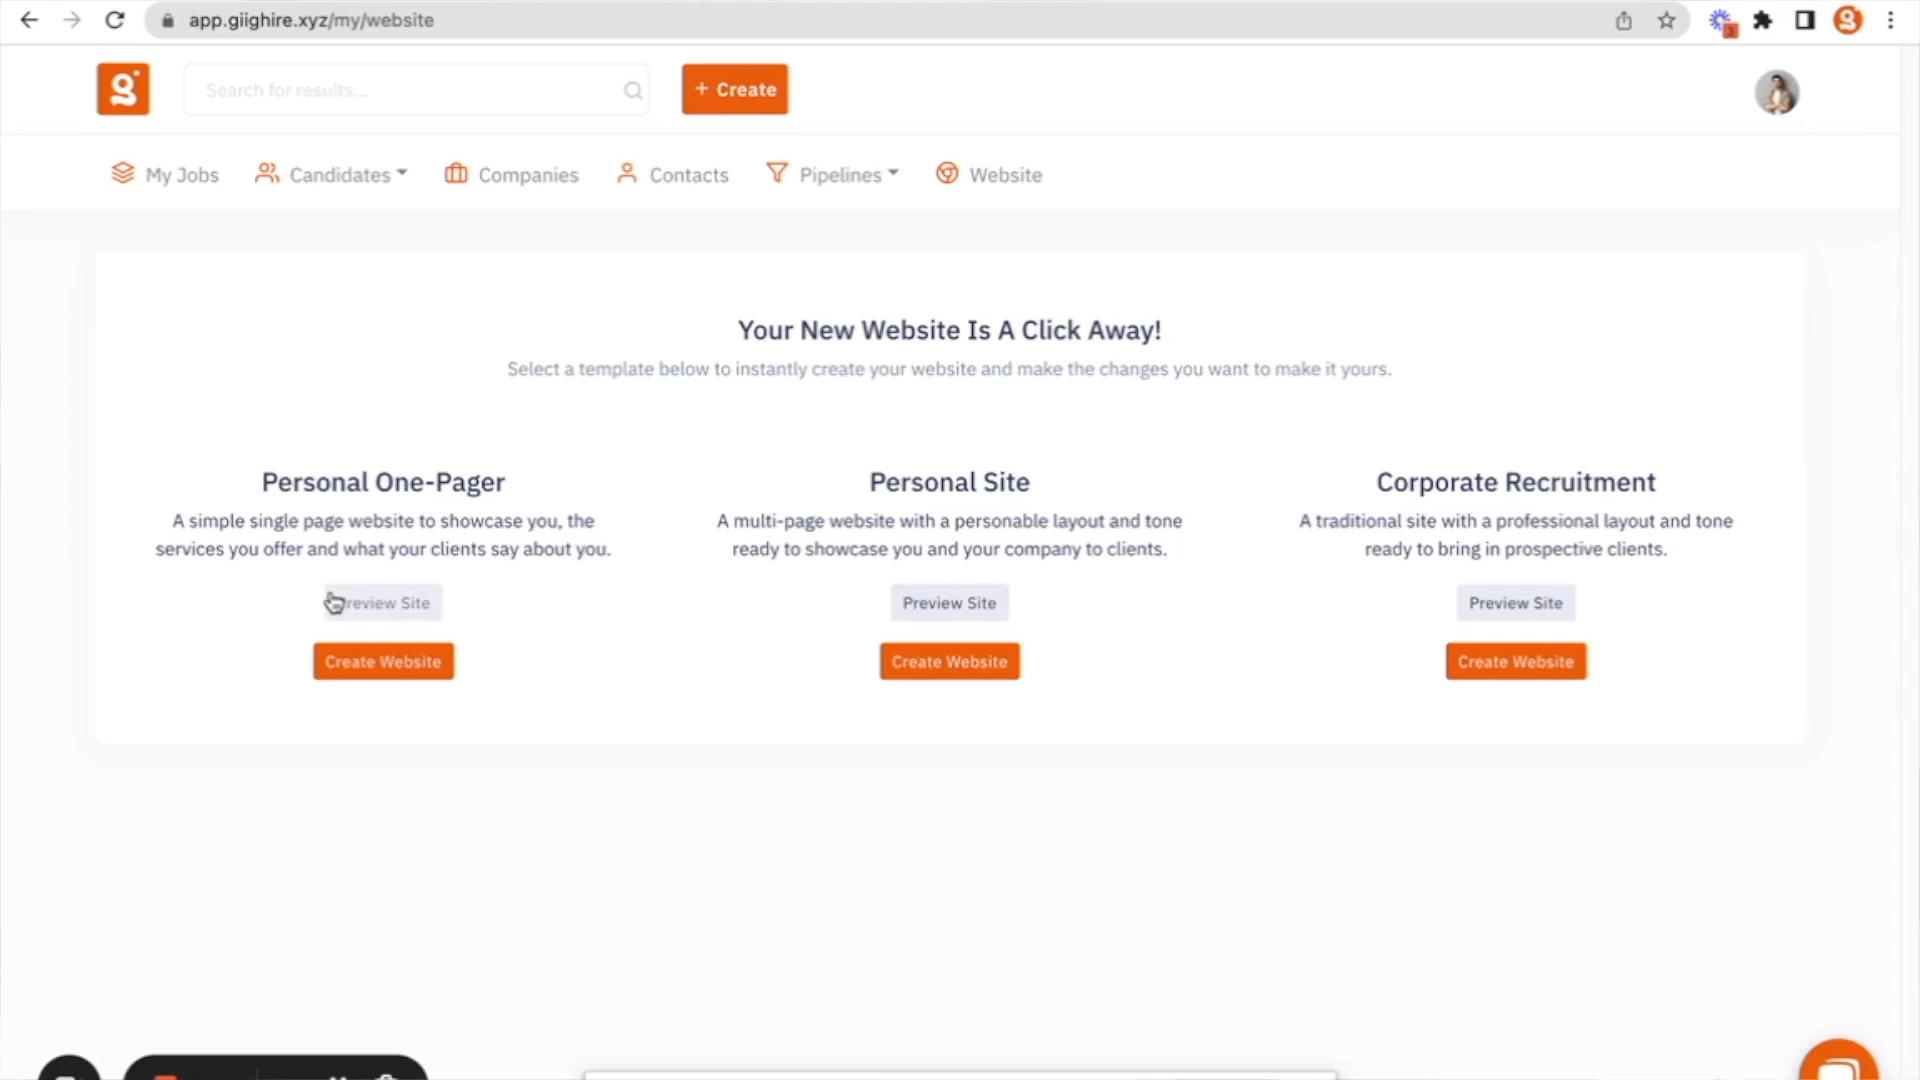 app.giighire.xyz/my/website
3
g
g
Search for results...
+ Create
My Jobs
Candidates
Companies
Contacts
Pipelines
Website
Your New Website Is A Click Away!
Select a template below to instantly create your website and make the changes you want to make it yours.
Personal One-Pager
A simple single page website to showcase you, the
services you offer and what your clients say about you.
Preview Site
Create Website
Personal Site
A multi-page website with a personable layout and tone
ready to showcase you and your company to clients.
Preview Site
Create Website
Corporate Recruitment
A traditional site with a professional layout and tone
ready to bring in prospective clients.
Preview Site
Create Website